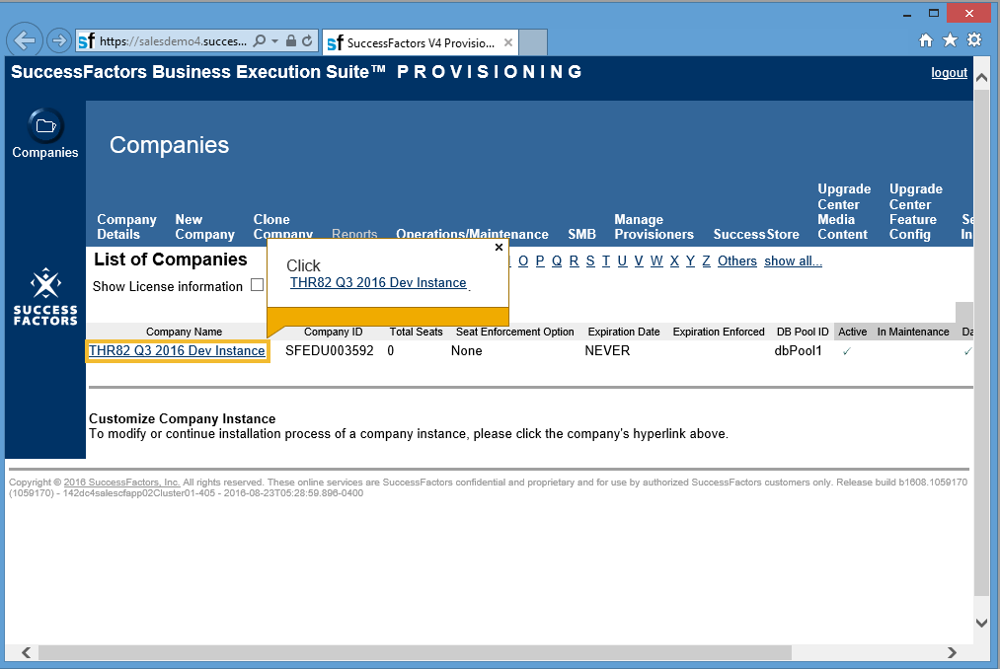 https://salesdemo4.succes...
SuccessFactors V4 Provisio...
SuccessFactors Business Execution Suite™ PROVISIONING
logout
Companies
Companies
Company Details
New Company
Clone Company
Reports
Operations/Maintenance
SMB
Manage Provisioners
SuccessStore
Upgrade Center Media Content
Upgrade Center Feature Config
List of Companies
O P Q R S T U V W X Y Z Others show all...
Show License information
Click
THR82 Q3 2016 Dev Instance
SUCCESS
FACTORS
Company Name Company ID Total Seats Seat Enforcement Option Expiration Date Expiration Enforced DB Pool ID Active In Maintenance
THR82 Q3 2016 Dev Instance SFEDU003592 0 None NEVER dbPool1 ✓ ✓
Customize Company Instance
To modify or continue installation process of a company instance, please click the company's hyperlink above.
Copyright © 2016 SuccessFactors, Inc. All rights reserved. These online services are SuccessFactors confidential and proprietary and for use by authorized SuccessFactors customers only. Release build b1608.1059170
(1059170) - 142dc4salescfapp02Cluster01-405 - 2016-08-23T05:28:59.896-0400